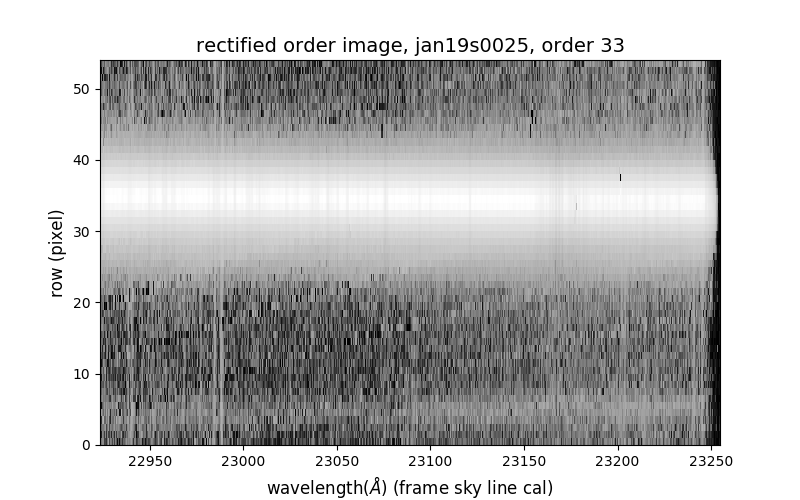 rectified order image, jan19s0025, order 33
row (pixel)
50
40
30
20
10
0
22950 23000 23050 23100 23150 23200 23250
wavelength(Å) (frame sky line cal)